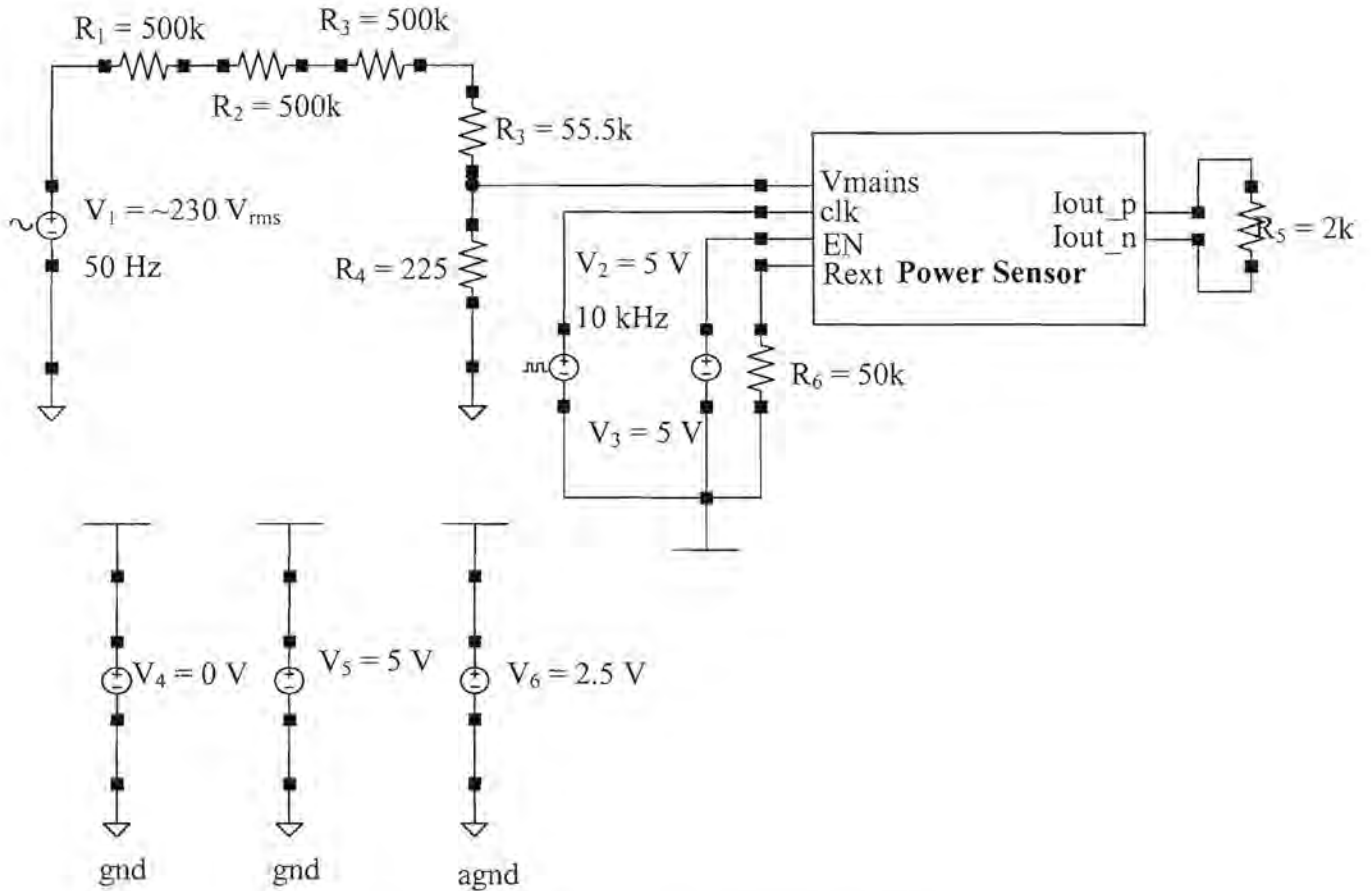 R₁ = 500k
R₃ = 500k
R₂ = 500k
R₃ = 55.5k
V₁ = ~230 Vrms
50 Hz
R₄ = 225
Vmains
clk
EN
Rext
Power Sensor
Iout_p
Iout_n
R₅ = 2k
V₂ = 5 V
10 kHz
R₆ = 50k
V₃ = 5 V
V₄ = 0 V
V₅ = 5 V
V₆ = 2.5 V
gnd
gnd
agnd